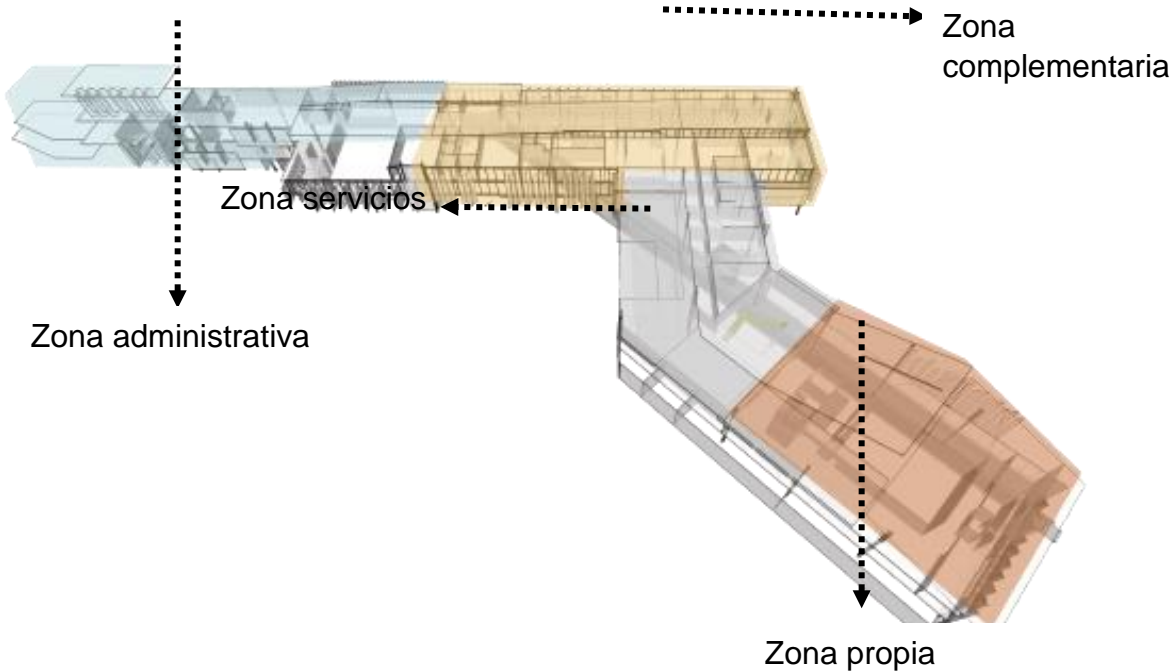 Zona
complementaria
Zona servicios
Zona administrativa
Zona propia